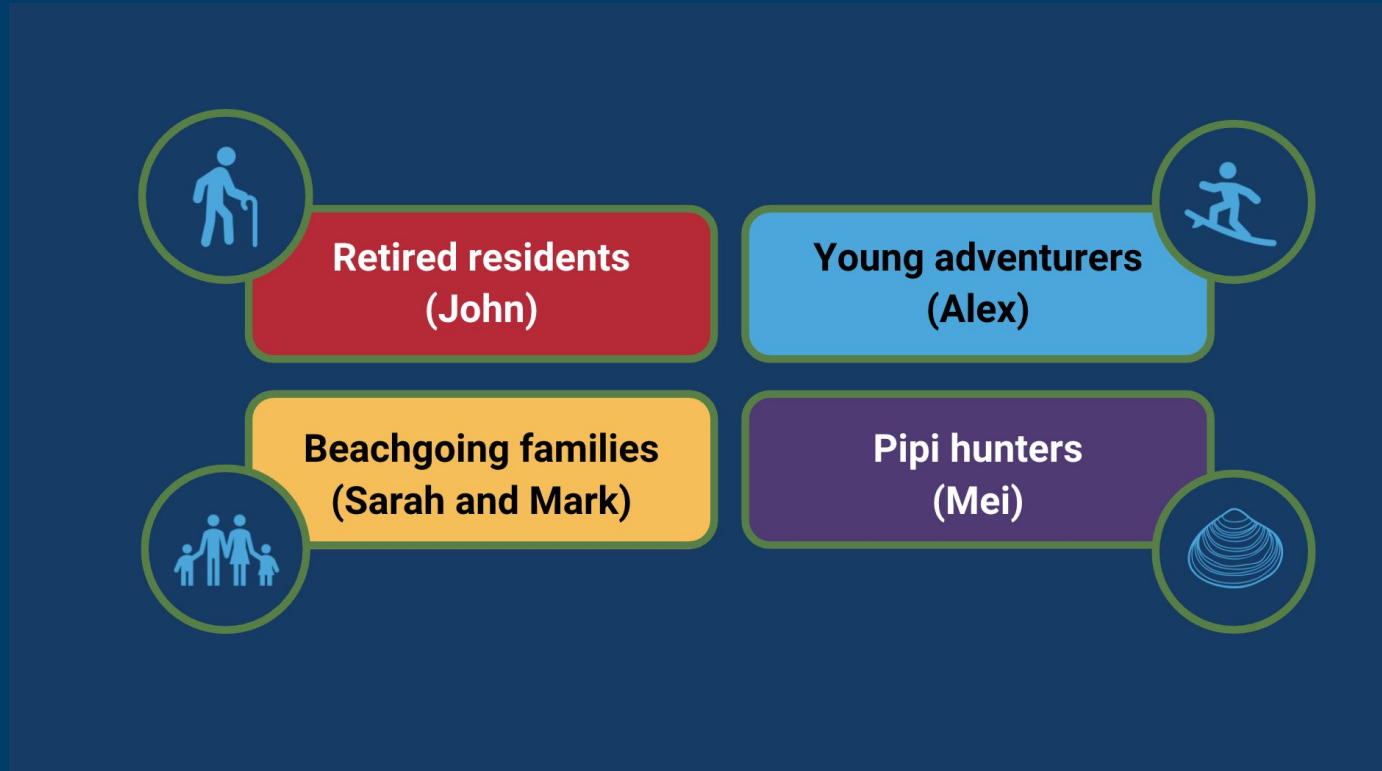 Retired residents
(John)
Young adventurers
(Alex)
Beachgoing families
(Sarah and Mark)
Pipi hunters
(Mei)